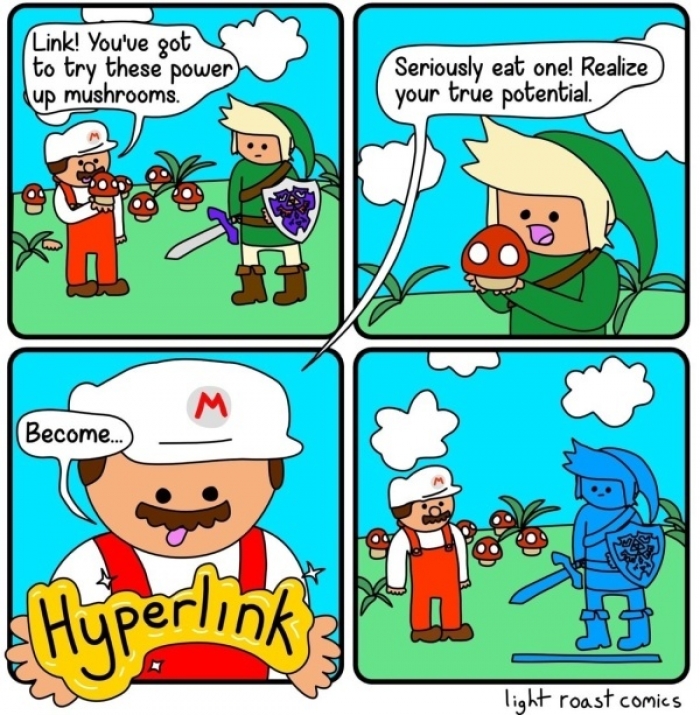 Link! You've got
to try these power
up mushrooms.
M
Seriously eat one! Realize
your true potential.
Become...
M
Hyperlink
M
light roast comics